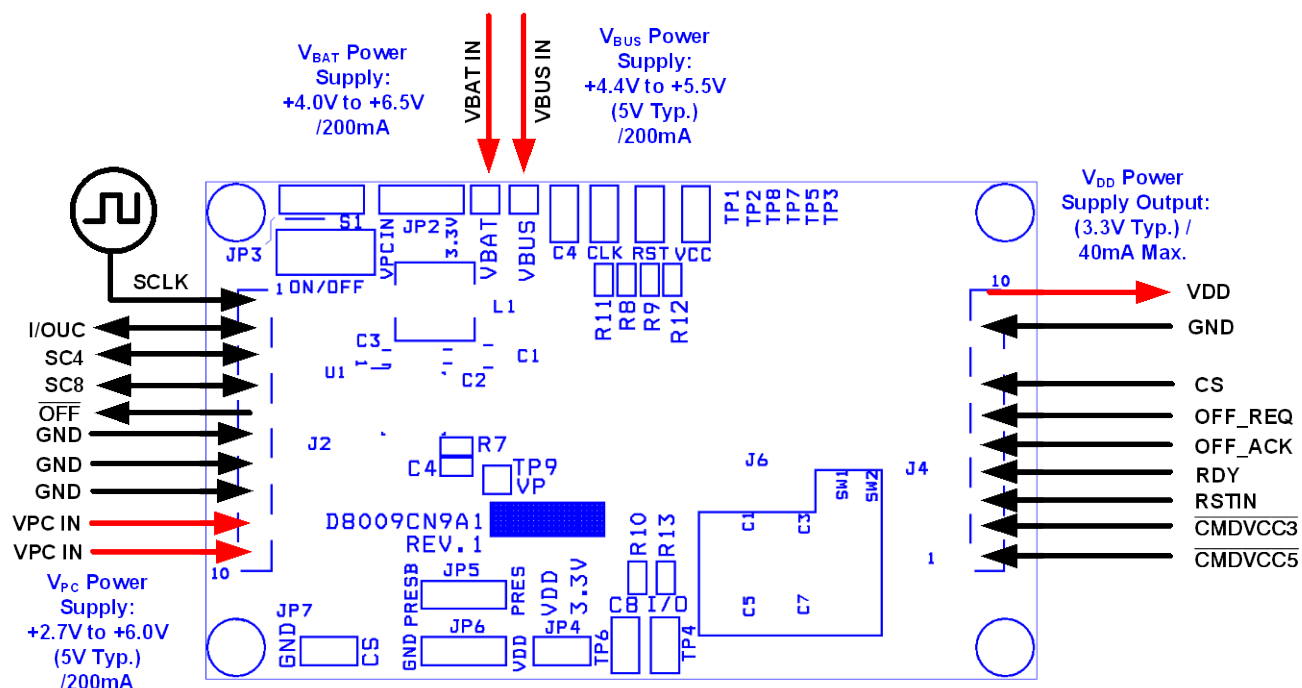 V_BAT Power
Supply:
+4.0V to +6.5V
/200mA
VBAT IN
VBUS IN
V_BUS Power
Supply:
+4.4V to +5.5V
(5V Typ.)
/200mA
V_DD Power
Supply Output:
(3.3V Typ.) /
40mA Max.
SCLK
I/OUC
SC4
SC8
OFF
GND
GND
GND
VPC IN
VPC IN
V_PC Power
Supply:
+2.7V to +6.0V
(5V Typ.)
/200mA
JP3
S1
ON/OFF
1
VPCIN
JP2
3.3V
VBAT
VBUS
C4
CLK
RST
VCC
TP1
TP2
TP8
TP7
TP5
TP3
R11
R8
R9
R12
L1
C3
C1
U1
1
C2
J2
R7
C4
TP9
VP
D8009CN9A1
REV.1
10
JP7
GND
CS
PRESB
JP5
PRES
GND
JP6
VDD
VDD
3.3V
JP4
R10
R13
C8
I/O
TP6
TP4
J6
SW1
SW2
C1
C3
C5
C7
J4
10
1
VDD
GND
CS
OFF_REQ
OFF_ACK
RDY
RSTIN
CMDVCC3
CMDVCC5